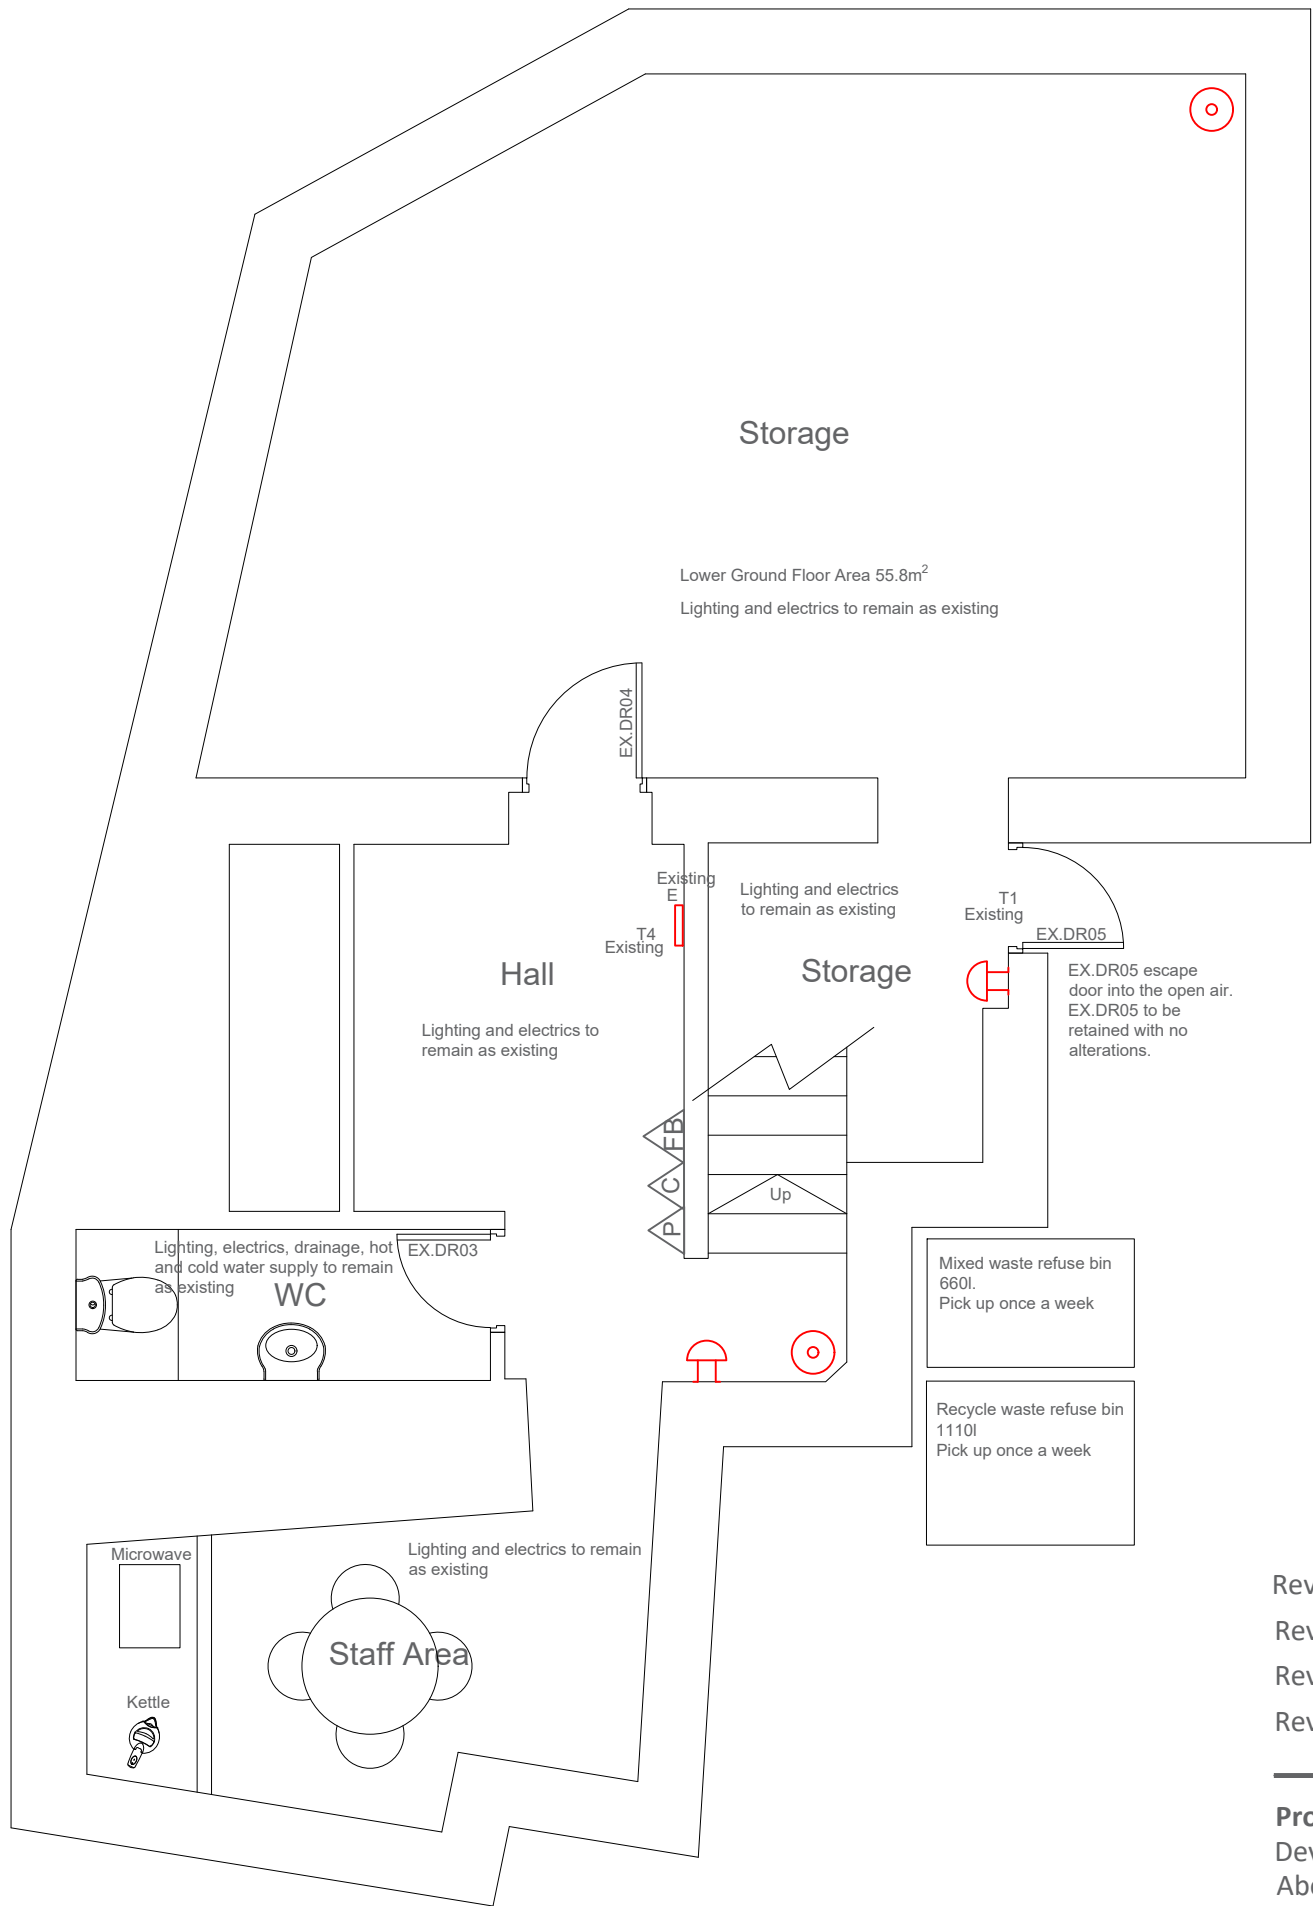 Storage
Lower Ground Floor Area 55.8m²
Lighting and electrics to remain as existing
EX.DR04
Existing
E
T4
Existing
Lighting and electrics
to remain as existing
T1
Existing
EX.DR05
Hall
Storage
EX.DR05 escape
door into the open air.
EX.DR05 to be
retained with no
alterations.
Lighting and electrics to
remain as existing
FB
C
P
Up
Lighting, electrics, drainage, hot
and cold water supply to remain
as existing
EX.DR03
WC
Mixed waste refuse bin
660l.
Pick up once a week
Recycle waste refuse bin
1110l
Pick up once a week
Microwave
Lighting and electrics to remain
as existing
Staff Area
Kettle
Rev
Rev
Rev
Rev